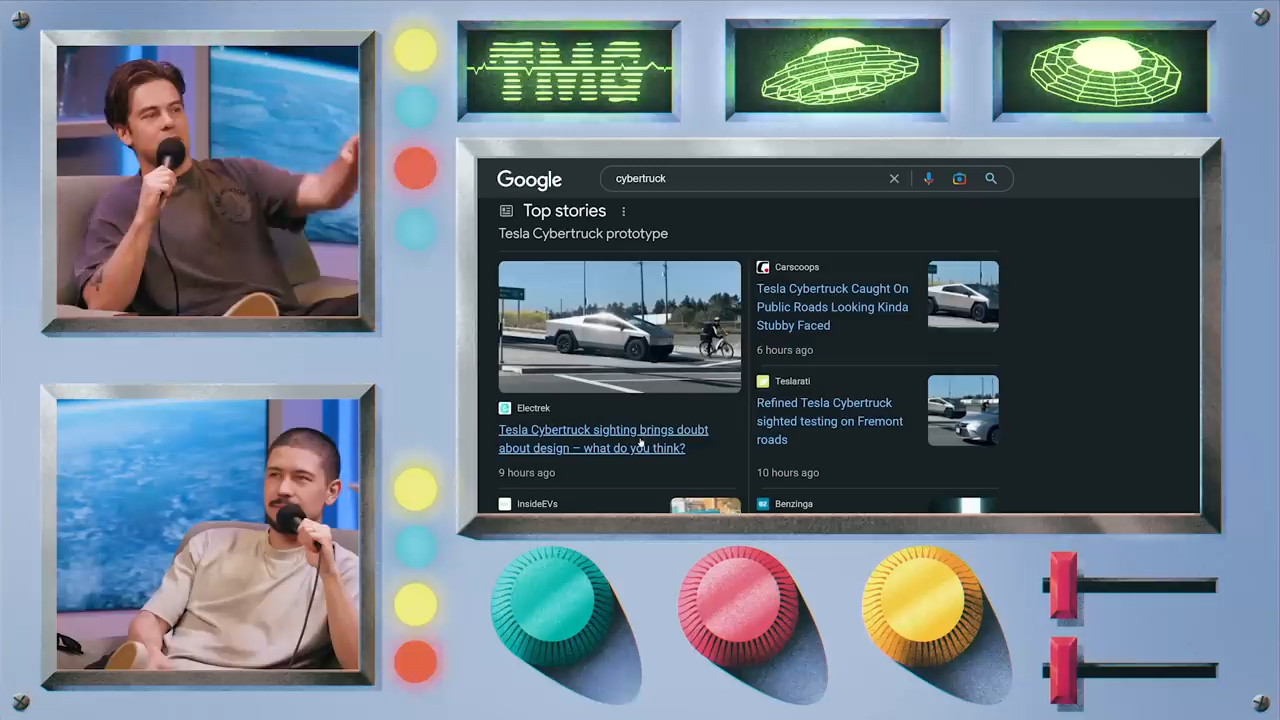 TMG
Google
cybertruck
Top stories
Tesla Cybertruck prototype
Electrek
Tesla Cybertruck sighting brings doubt
about design – what do you think?
9 hours ago
InsideEVs
Carscoops
Tesla Cybertruck Caught On
Public Roads Looking Kinda
Stubby Faced
6 hours ago
Teslarati
Refined Tesla Cybertruck
sighted testing on Fremont
roads
10 hours ago
Benzinga